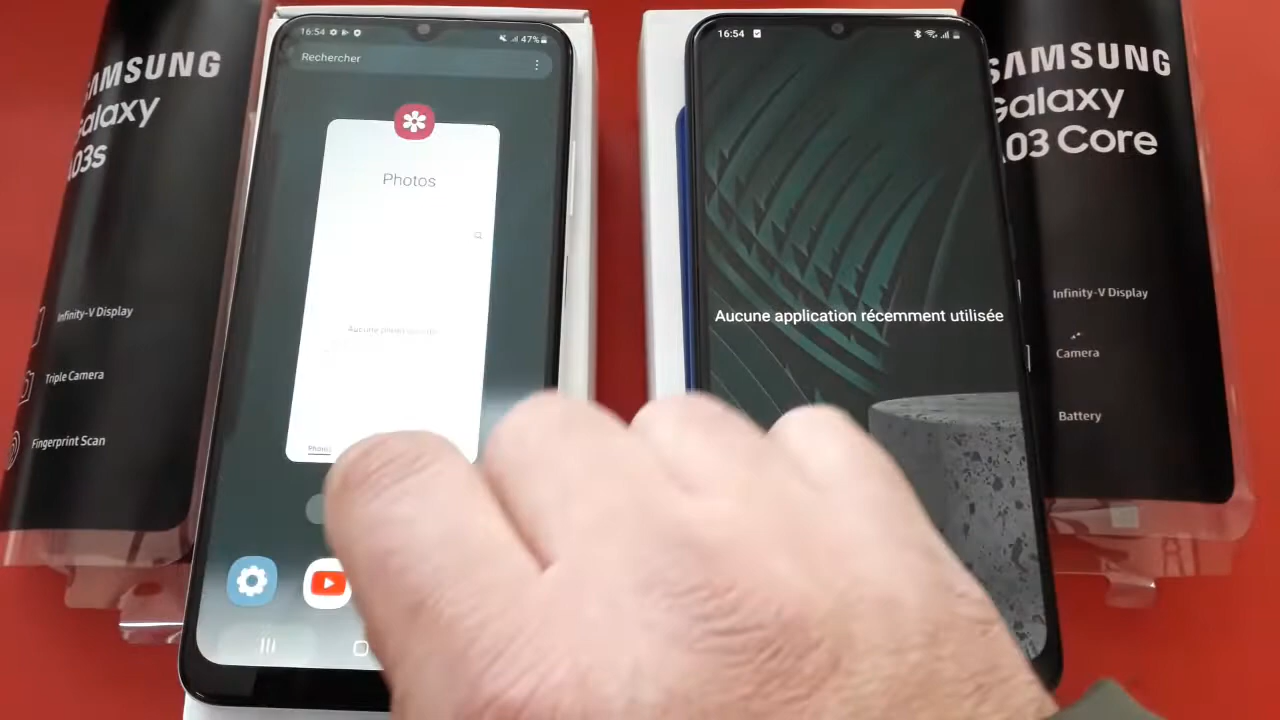 SAMSUNG
Galaxy
A03s
Infinity-V Display
Triple Camera
Fingerprint Scan
16:54
47%
Rechercher
Photos
Photos
16:54
Aucune application récemment utilisée
SAMSUNG
Galaxy
A03 Core
Infinity-V Display
Camera
Battery